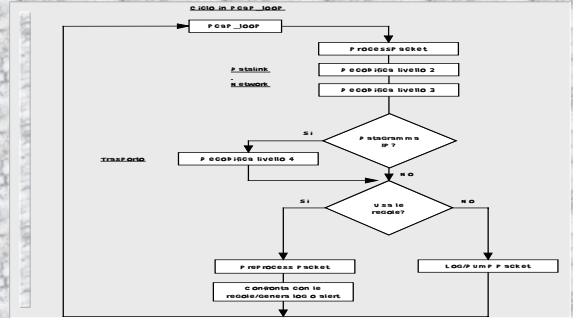 Ciclo in PCAP_loop
PCAP_loop
ProcessPacket
Datalink
Decodifica livello 2
Network
Decodifica livello 3
Datagramma
IP?
Si
Trasporto
Decodifica livello 4
NO
Usa le
regole?
Si
NO
PreProcess Packet
LOG/DUMP Packet
Confronta con le
regole/Genera log o alert